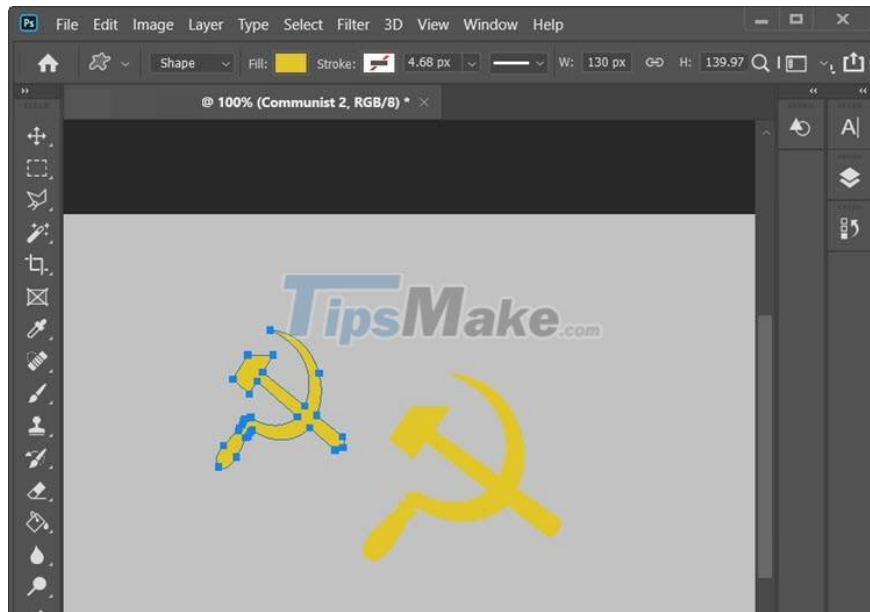 Ps File Edit Image Layer Type Select Filter 3D View Window Help
Shape Fill: Stroke: 4.68 px W: 130 px H: 139.97
@ 100% (Communist 2, RGB/8) * ×
A
TipsMake.com